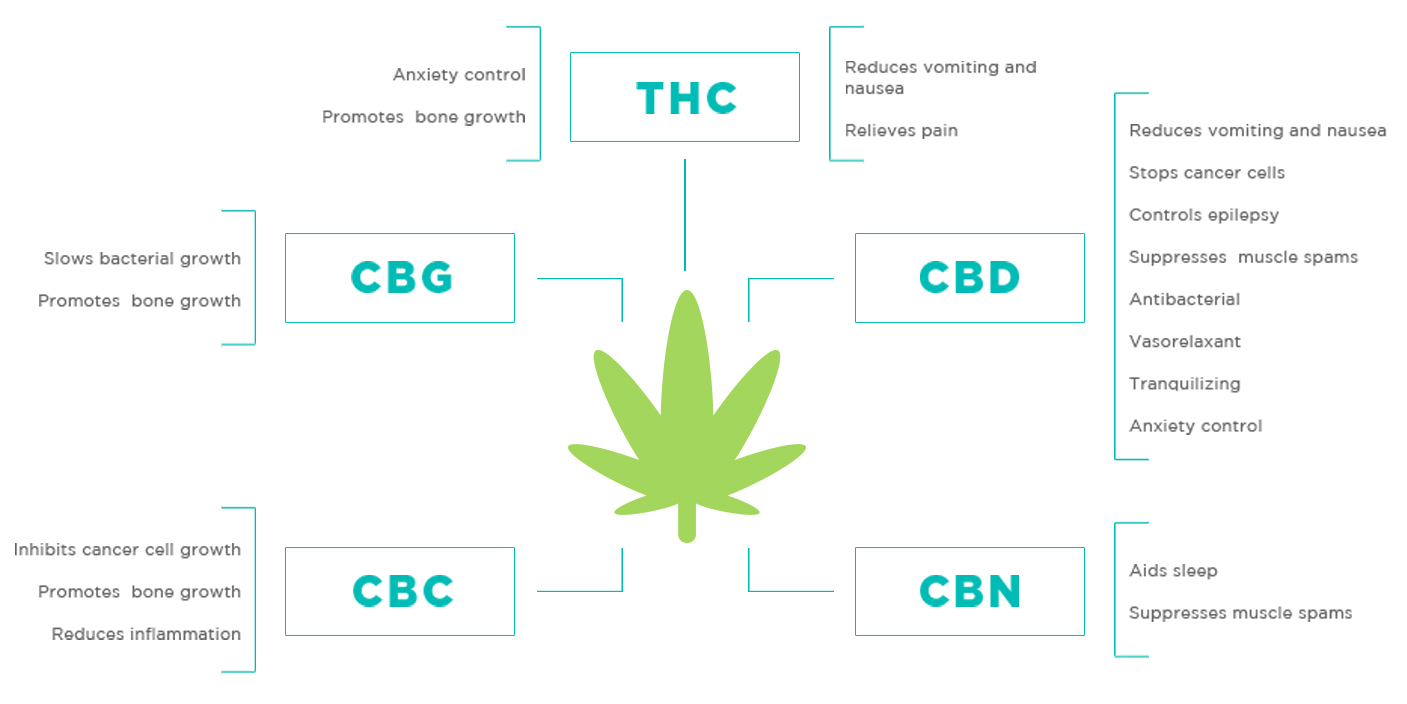 Anxiety control
Promotes  bone growth
THC
Reduces vomiting and
nausea
Relieves pain
Slows bacterial growth
Promotes  bone growth
CBG
CBD
Reduces vomiting and nausea
Stops cancer cells
Controls epilepsy
Suppresses  muscle spams
Antibacterial
Vasorelaxant
Tranquilizing
Anxiety control
Inhibits cancer cell growth
Promotes  bone growth
Reduces inflammation
CBC
CBN
Aids sleep
Suppresses muscle spams